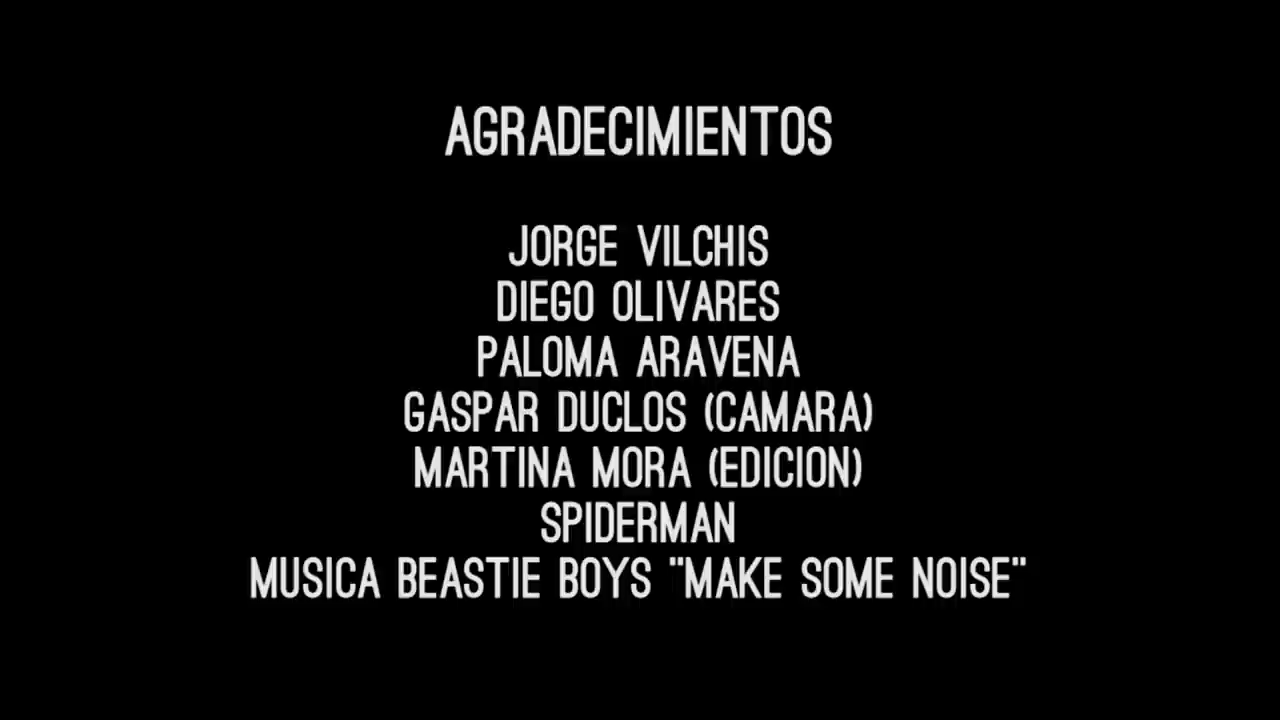 AGRADECIMIENTOS
JORGE VILCHIS
DIEGO OLIVARES
PALOMA ARAVENA
GASPAR DUCLOS (CAMARA)
MARTINA MORA (EDICION)
SPIDERMAN
MUSICA BEASTIE BOYS "MAKE SOME NOISE"